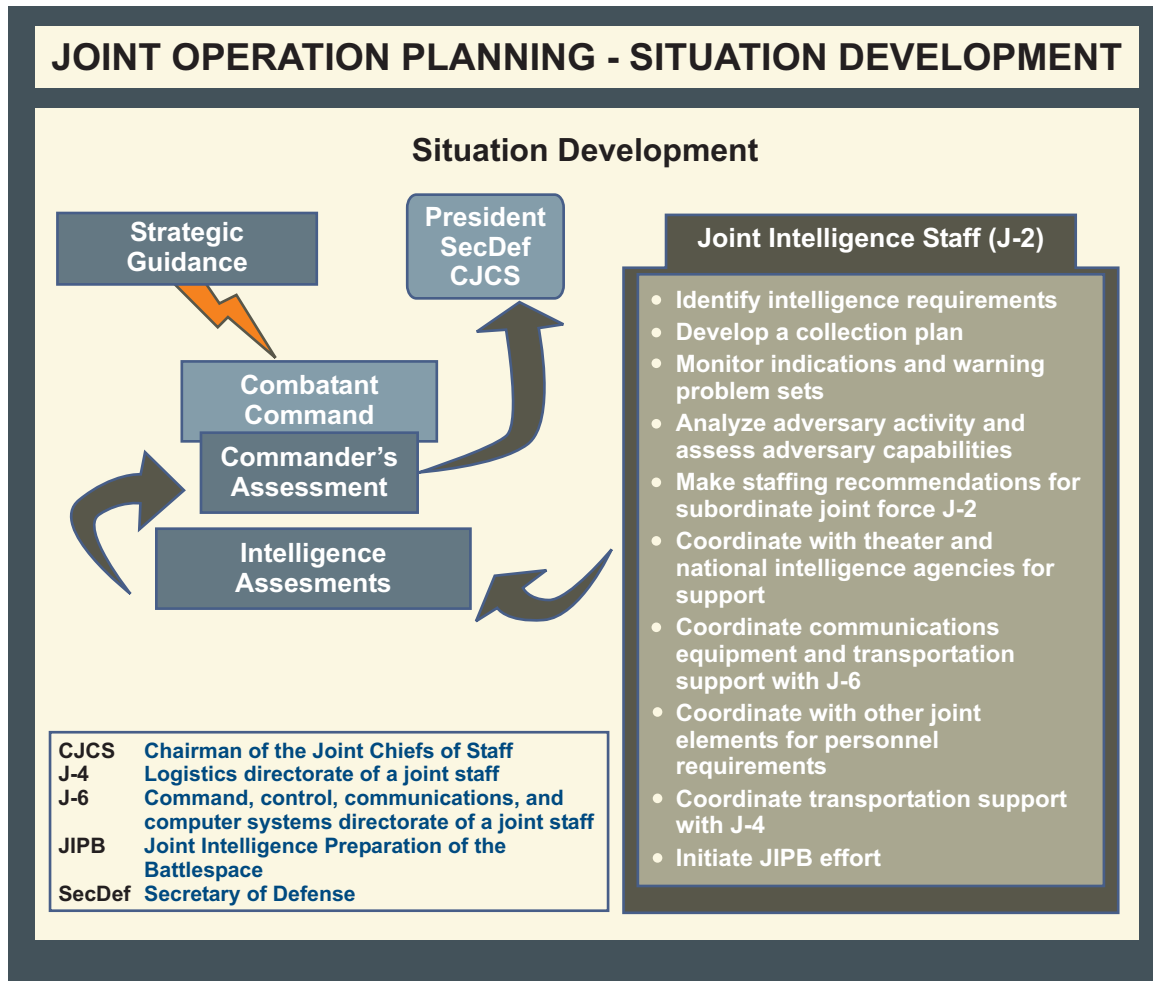 JOINT OPERATION PLANNING - SITUATION DEVELOPMENT
Situation Development
Strategic
Guidance
President
SecDef
CJCS
Combatant
Command
Commander's
Assessment
Intelligence
Assesments
Joint Intelligence Staff (J-2)
• Identify intelligence requirements
• Develop a collection plan
• Monitor indications and warning
problem sets
• Analyze adversary activity and
assess adversary capabilities
• Make staffing recommendations for
subordinate joint force J-2
• Coordinate with theater and
national intelligence agencies for
support
• Coordinate communications
equipment and transportation
support with J-6
• Coordinate with other joint
elements for personnel
requirements
• Coordinate transportation support
with J-4
• Initiate JIPB effort
CJCS Chairman of the Joint Chiefs of Staff
J-4 Logistics directorate of a joint staff
J-6 Command, control, communications, and
computer systems directorate of a joint staff
JIPB Joint Intelligence Preparation of the
Battlespace
SecDef Secretary of Defense